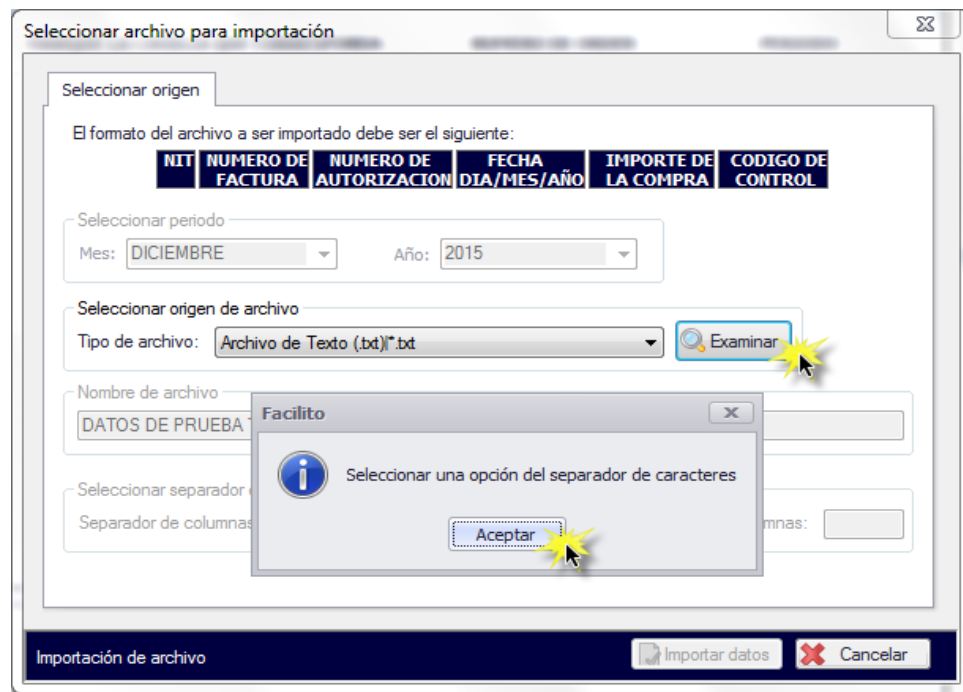 Seleccionar archivo para importación
Seleccionar origen
El formato del archivo a ser importado debe ser el siguiente:
NIT NUMERO DE FACTURA NUMERO DE AUTORIZACION FECHA DIA/MES/AÑO IMPORTE DE LA COMPRA CODIGO DE CONTROL
Seleccionar periodo
Mes: DICIEMBRE Año: 2015
Seleccionar origen de archivo
Tipo de archivo: Archivo de Texto (.txt)|*.txt Examinar
Nombre de archivo
DATOS DE PRUEBA
Facilito
Seleccionar una opción del separador de caracteres
Aceptar
Seleccionar separador
Separador de columnas
Importación de archivo Importar datos Cancelar